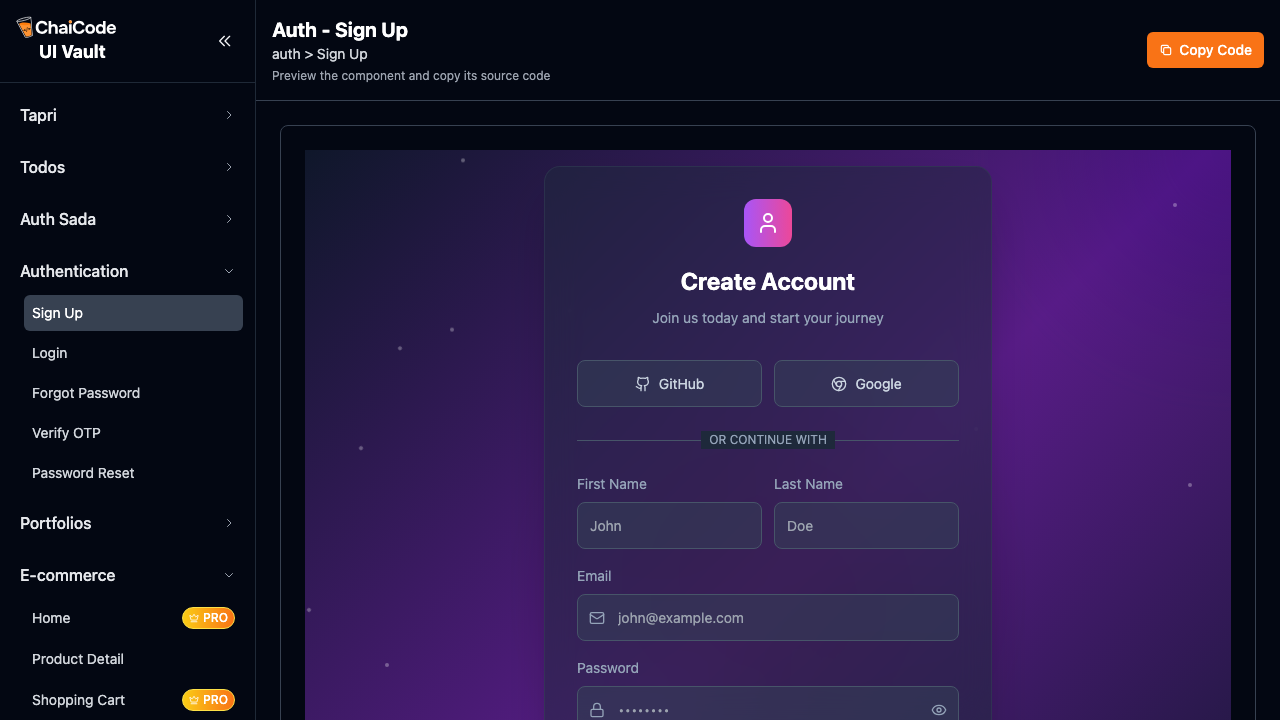 ChaiCode
UI Vault
Tapri
Todos
Auth Sada
Authentication
Sign Up
Login
Forgot Password
Verify OTP
Password Reset
Portfolios
E-commerce
Home
PRO
Product Detail
Shopping Cart
PRO
Auth - Sign Up
auth > Sign Up
Preview the component and copy its source code
Copy Code
Create Account
Join us today and start your journey
GitHub
Google
OR CONTINUE WITH
First Name
Last Name
John
Doe
Email
john@example.com
Password
••••••••